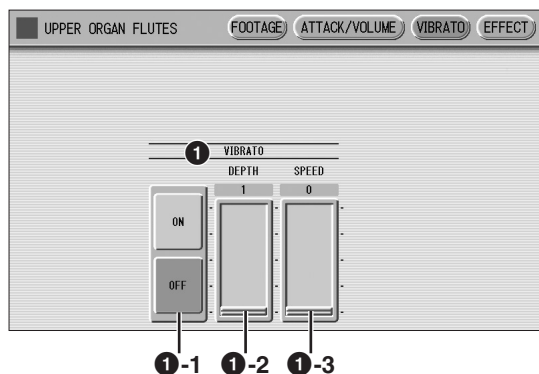 UPPER ORGAN FLUTES FOOTAGE ATTACK/VOLUME VIBRATO EFFECT
1 VIBRATO
DEPTH SPEED
1 0
ON
OFF
1-1 1-2 1-3